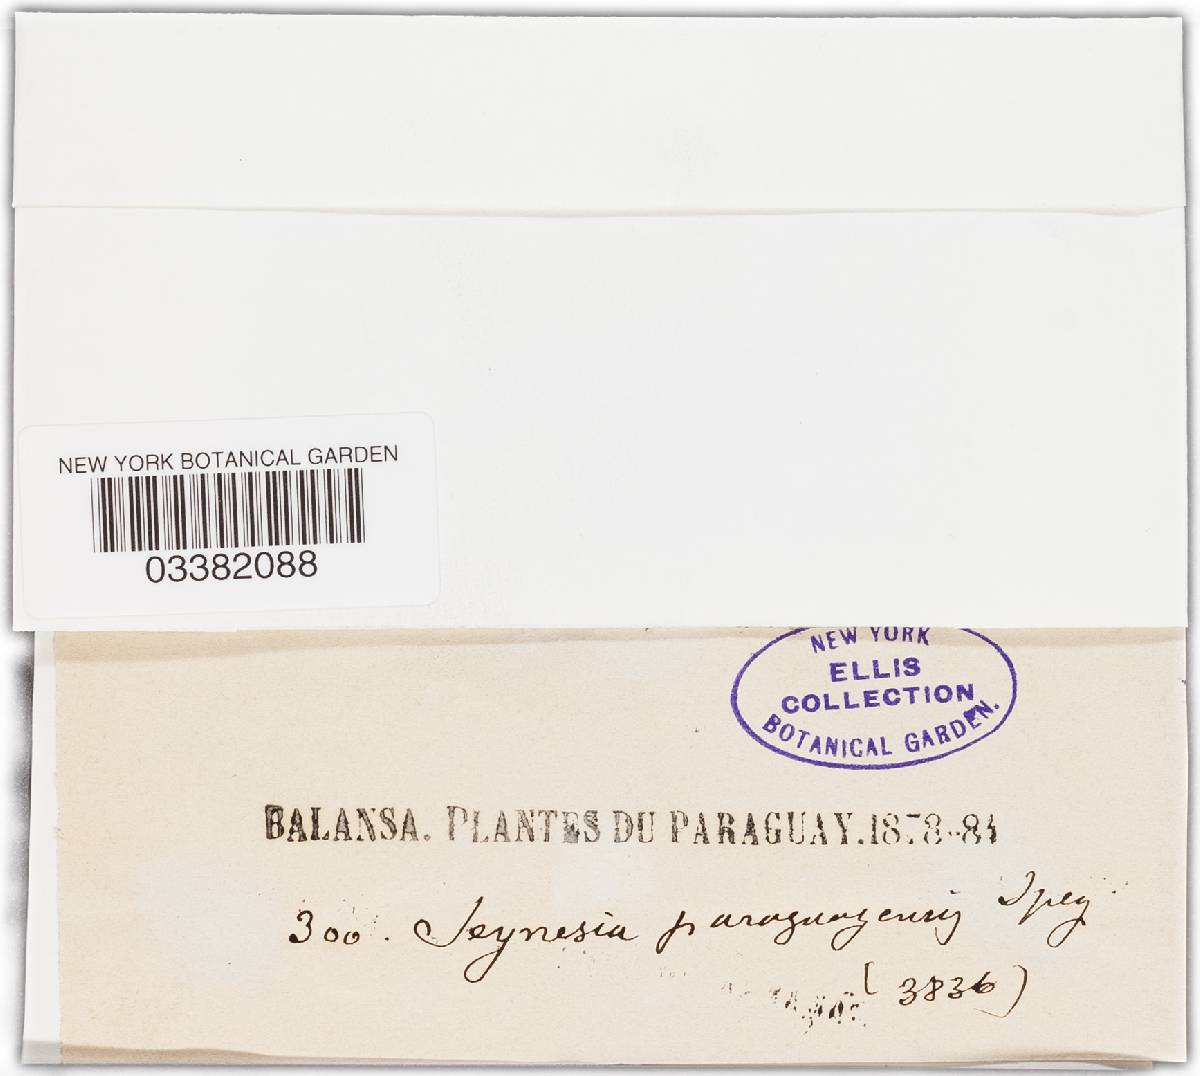 NEW YORK BOTANICAL GARDEN
03382088
NEW YORK
ELLIS
COLLECTION
BOTANICAL GARDEN.
BALANSA. PLANTES DU PARAGUAY. 1878-84
300. Seynesia paraguayensis Speg
(3836)